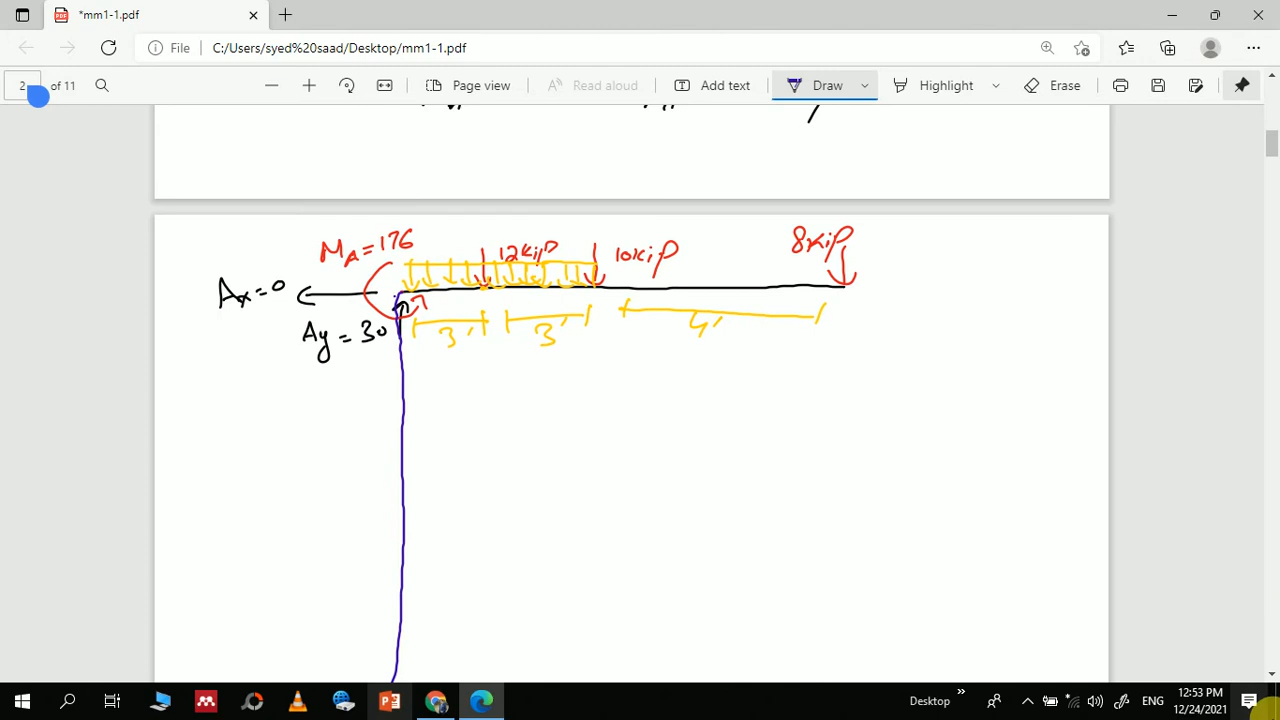 *mm1-1.pdf
File C:/Users/syed%20saad/Desktop/mm1-1.pdf
2 of 11 Page view Read aloud Add text Draw Highlight Erase
MA=176 12kip 10kip 8kip
Ax=0
Ay = 30
3' 3' 4'
Desktop ENG 12:53 PM
12/24/2021